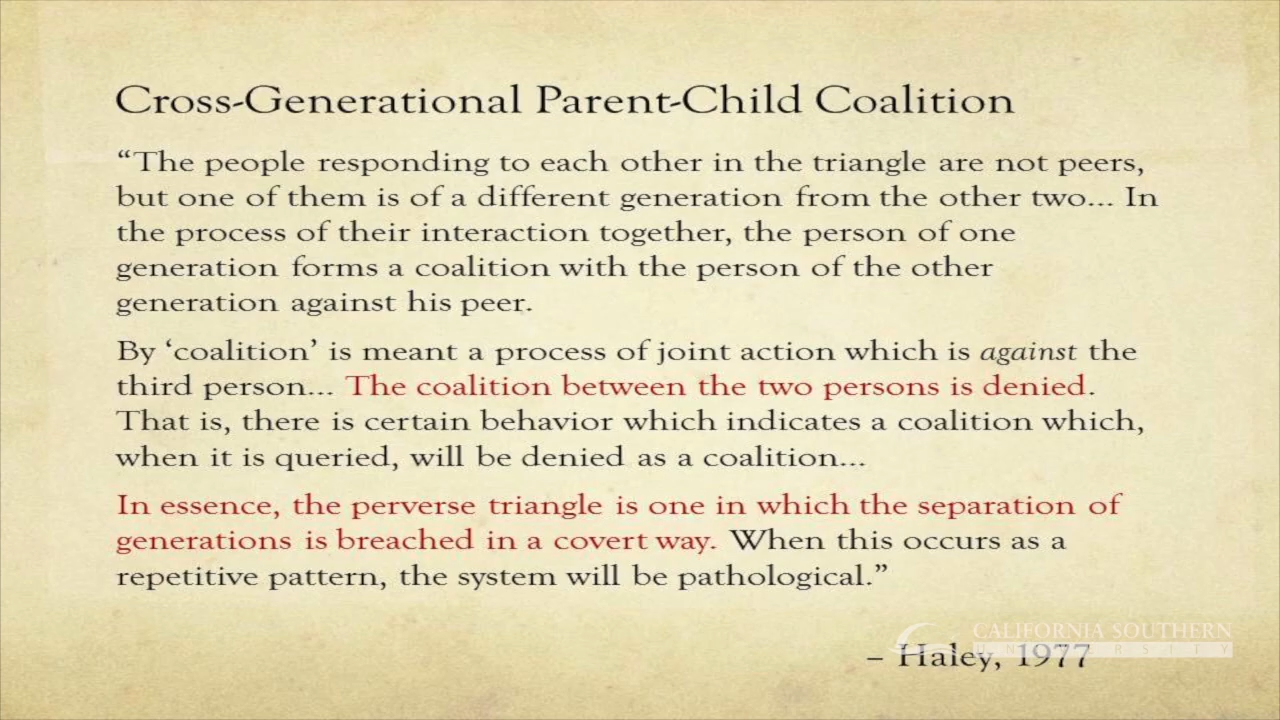 Cross-Generational Parent-Child Coalition
“The people responding to each other in the triangle are not peers,
but one of them is of a different generation from the other two... In
the process of their interaction together, the person of one
generation forms a coalition with the person of the other
generation against his peer.
By ‘coalition’ is meant a process of joint action which is against the
third person... The coalition between the two persons is denied.
That is, there is certain behavior which indicates a coalition which,
when it is queried, will be denied as a coalition...
In essence, the perverse triangle is one in which the separation of
generations is breached in a covert way. When this occurs as a
repetitive pattern, the system will be pathological.”
CALIFORNIA SOUTHERN
UNIVERSITY
– Haley, 1977